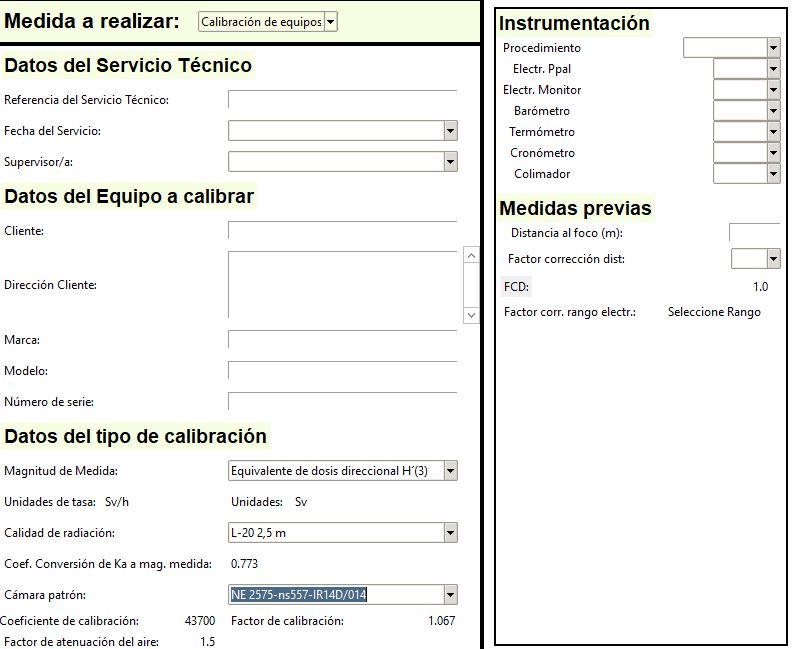 Medida a realizar: Calibración de equipos
Datos del Servicio Técnico
Referencia del Servicio Técnico:
Fecha del Servicio:
Supervisor/a:
Datos del Equipo a calibrar
Cliente:
Dirección Cliente:
Marca:
Modelo:
Número de serie:
Datos del tipo de calibración
Magnitud de Medida: Equivalente de dosis direccional H´(3)
Unidades de tasa: Sv/h Unidades: Sv
Calidad de radiación: L-20 2,5 m
Coef. Conversión de Ka a mag. medida: 0.773
Cámara patrón: NE 2575-ns557-IR14D/014
Coeficiente de calibración: 43700 Factor de calibración: 1.067
Factor de atenuación del aire: 1.5
Instrumentación
Procedimiento
Electr. Ppal
Electr. Monitor
Barómetro
Termómetro
Cronómetro
Colimador
Medidas previas
Distancia al foco (m):
Factor corrección dist:
FCD: 1.0
Factor corr. rango electr.: Seleccione Rango